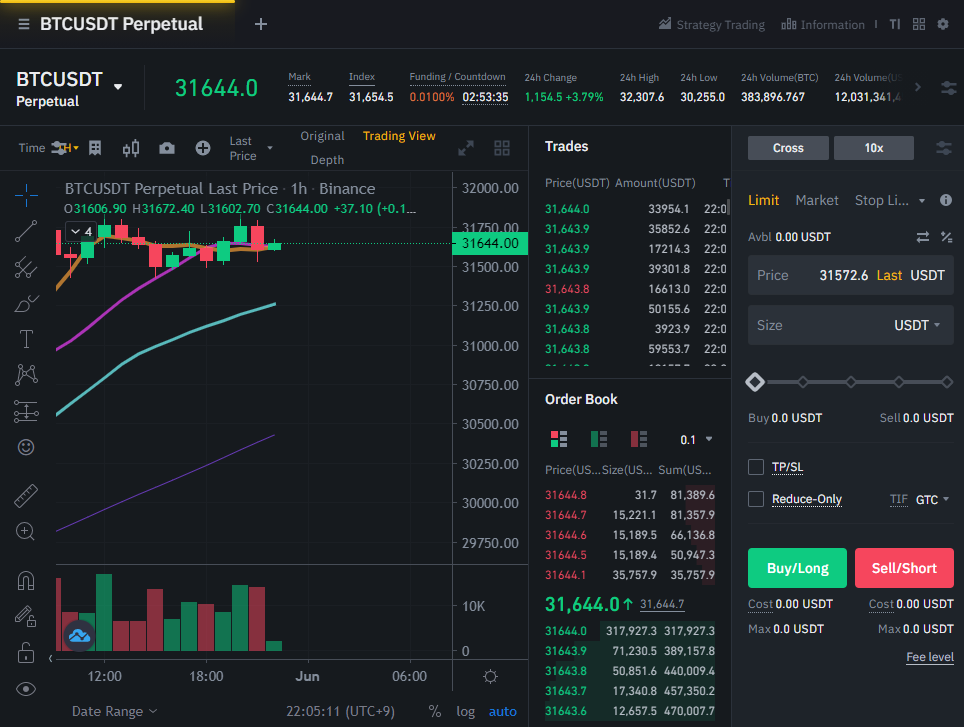 BTCUSDT Perpetual
+
Strategy Trading
Information
BTCUSDT
Perpetual
31644.0
Mark
31,644.7
Index
31,654.5
Funding / Countdown
0.0100% 02:53:35
24h Change
1,154.5 +3.79%
24h High
32,307.6
24h Low
30,255.0
24h Volume(BTC)
383,896.767
24h Volume(US
12,031,341,4
Time
H
Last
Price
Original
Trading View
Depth
BTCUSDT Perpetual Last Price · 1h · Binance
O31606.90 H31672.40 L31602.70 C31644.00 +37.10 (+0.1...
4
32000.00
31750.00
31644.00
31500.00
31250.00
31000.00
30750.00
30500.00
30250.00
30000.00
29750.00
10K
0
12:00 18:00 Jun 06:00
Date Range
22:05:11 (UTC+9)
% log auto
Trades
Price(USDT) Amount(USDT) T
31,644.0 33954.1 22:0
31,643.9 35852.6 22:0
31,643.9 17214.3 22:0
31,643.9 39301.8 22:0
31,643.8 16613.0 22:0
31,643.9 50155.6 22:0
31,643.8 3923.9 22:0
31,643.8 59553.7 22:0
Order Book
0.1
Price(US... Size(US... Sum(US...
31644.8 31.7 81,389.6
31644.7 15,221.1 81,357.9
31644.6 15,189.5 66,136.8
31644.5 15,189.4 50,947.3
31644.1 35,757.9 35,757.9
31,644.0↑ 31,644.7
31644.0 317,927.3 317,927.3
31643.9 71,230.5 389,157.8
31643.8 50,851.6 440,009.4
31643.7 17,340.8 457,350.2
31643.6 12,657.5 470,007.7
Cross
10x
Limit
Market
Stop Li...
Avbl 0.00 USDT
Price 31572.6 Last USDT
Size USDT
Buy 0.0 USDT
Sell 0.0 USDT
TP/SL
Reduce-Only
TIF GTC
Buy/Long
Sell/Short
Cost 0.00 USDT
Cost 0.00 USDT
Max 0.0 USDT
Max 0.0 USDT
Fee level